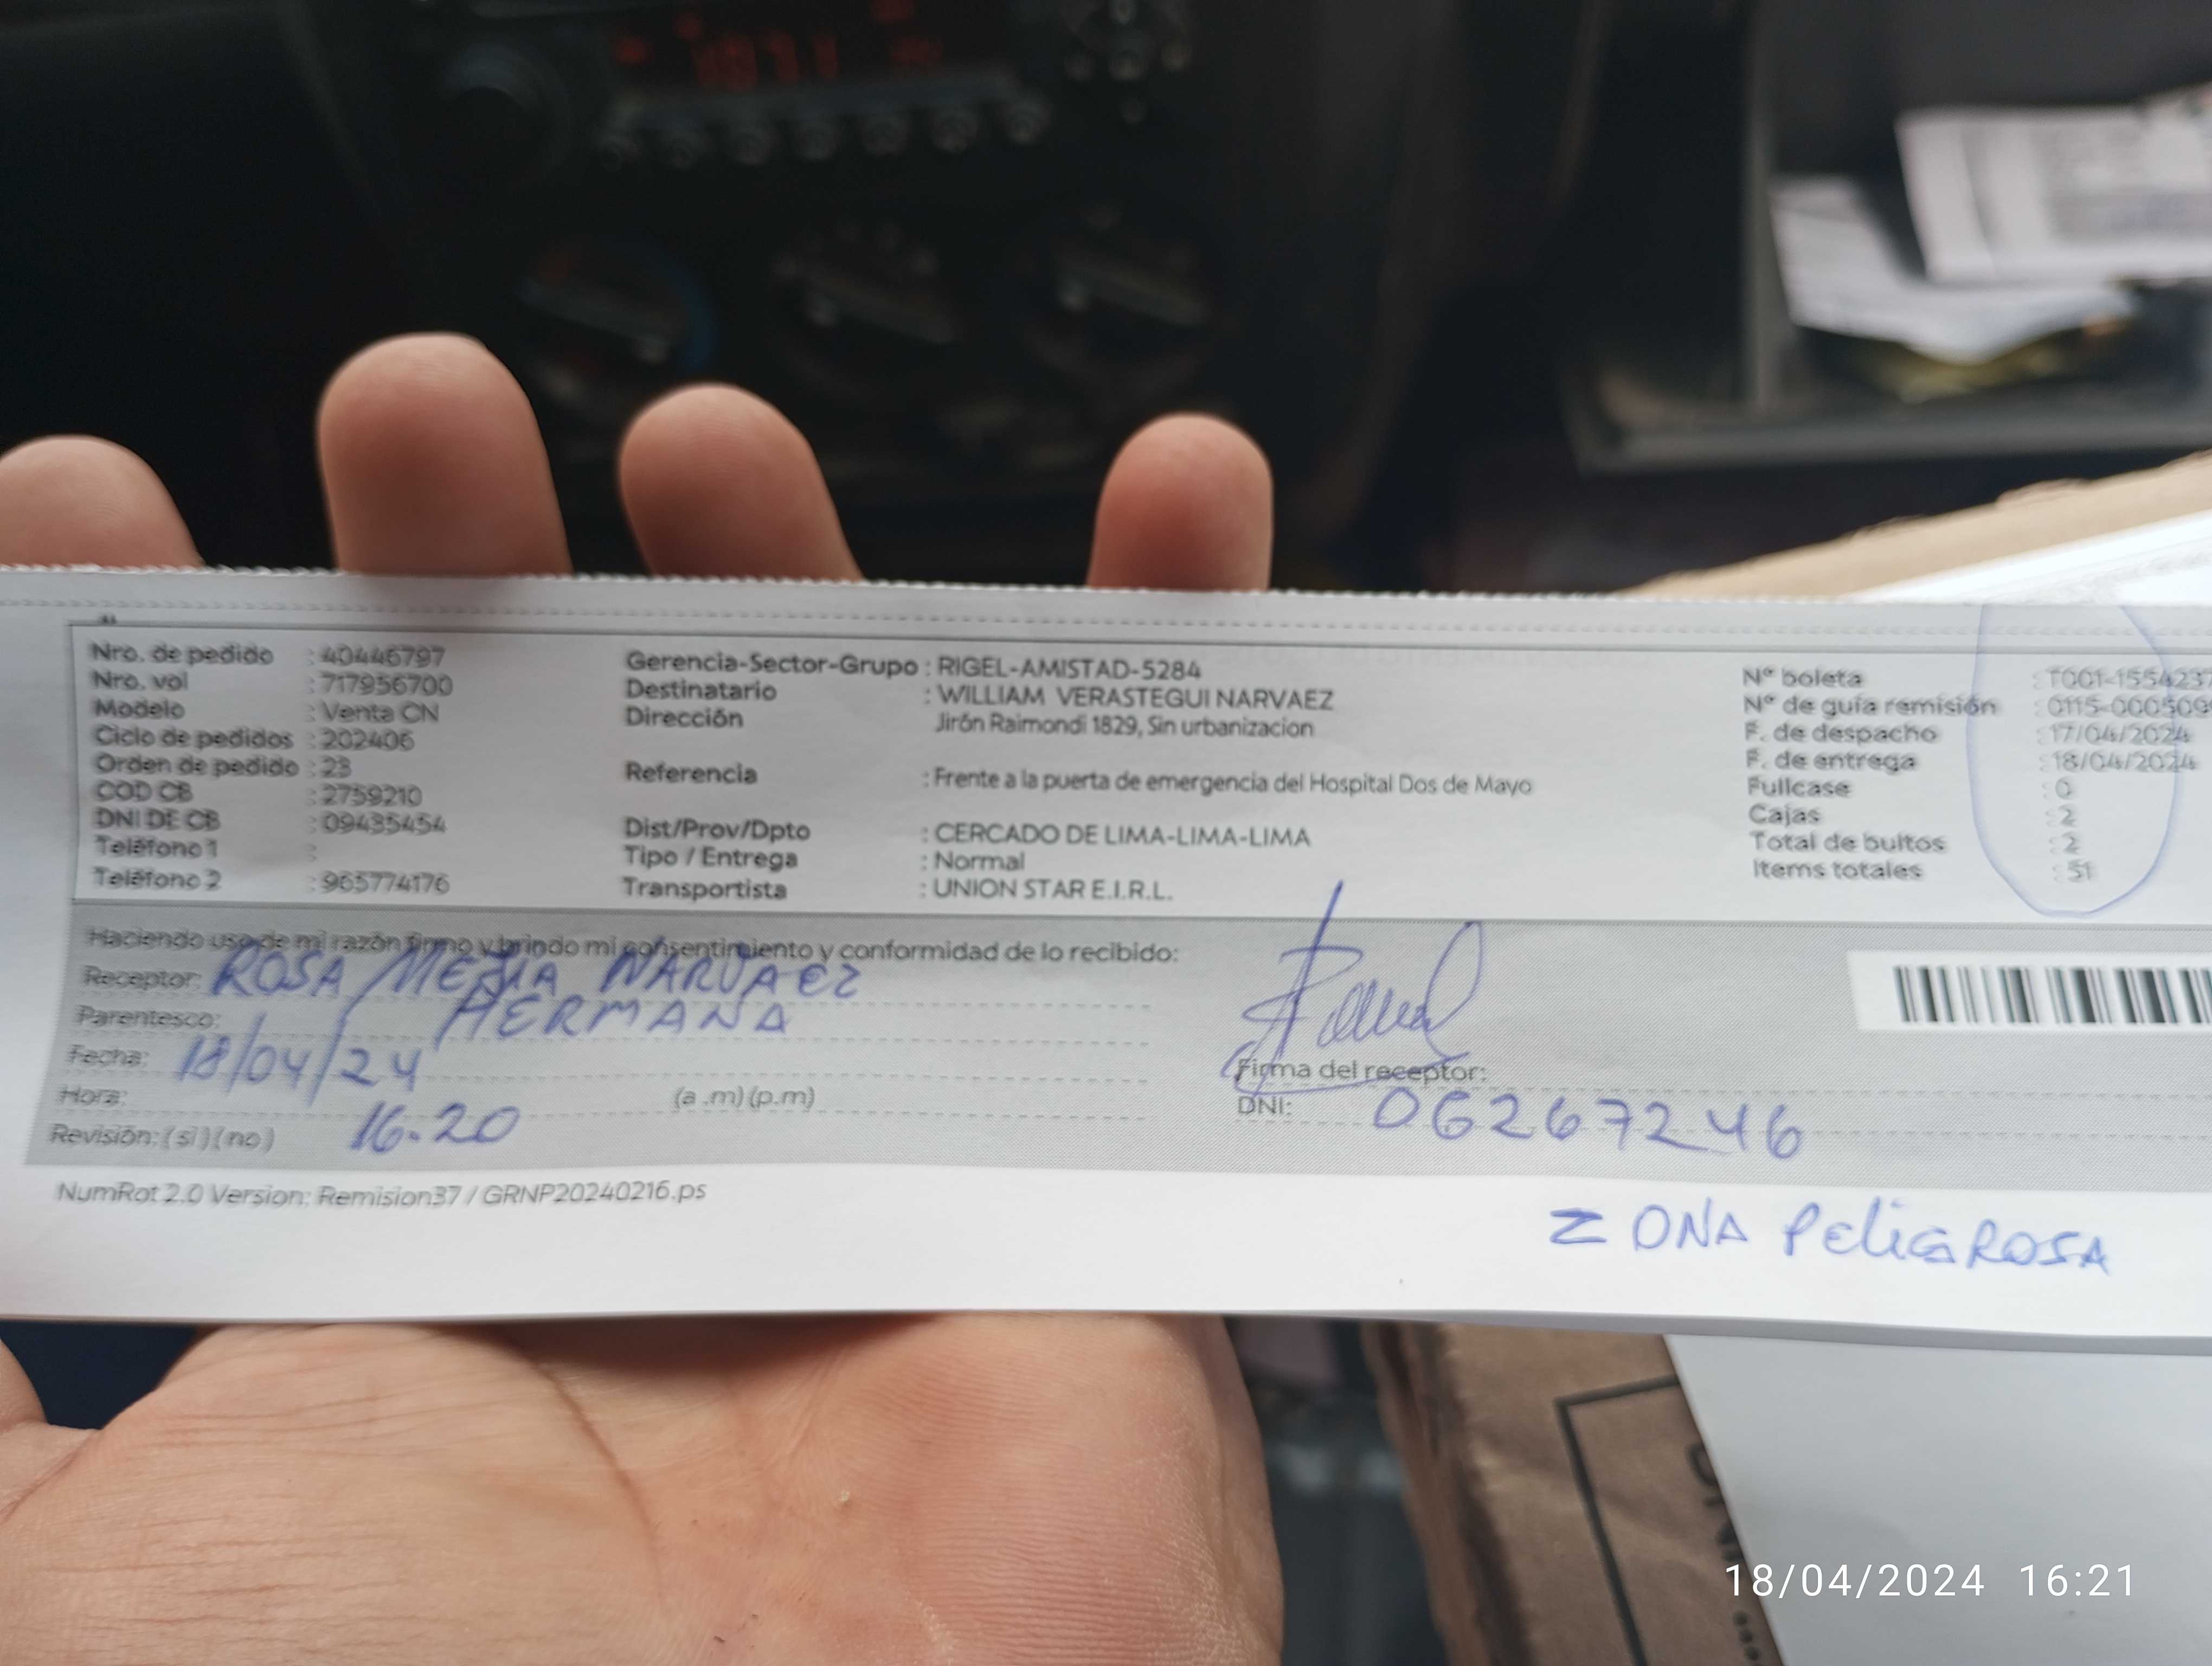 Nro. de pedido : 40446797
Nro. vol : 717956700
Modelo : Venta CN
Ciclo de pedidos : 202406
Orden de pedido : 23
COD CB : 2759210
DNI DE CB : 09435454
Teléfono 1 :
Teléfono 2 : 965774176
Gerencia-Sector-Grupo : RIGEL-AMISTAD-5284
Destinatario : WILLIAM VERASTEGUI NARVAEZ
Dirección Jirón Raimondi 1829, Sin urbanizacion
Referencia : Frente a la puerta de emergencia del Hospital Dos de Mayo
Dist/Prov/Dpto : CERCADO DE LIMA-LIMA-LIMA
Tipo / Entrega : Normal
Transportista : UNION STAR E.I.R.L.
N° boleta : T001-1554237
N° de guía remisión : 0115-0005099
F. de despacho : 17/04/2024
F. de entrega : 18/04/2024
Fullcase : 0
Cajas : 2
Total de bultos : 2
Items totales : 51
Haciendo uso de mi razón firmo y brindo mi consentimiento y conformidad de lo recibido:
Receptor: ROSA MEJIA NARVAEZ
Parentesco: HERMANA
Fecha: 18/04/24
Hora: 16.20 (a .m) (p.m)
Revisión: (si) (no)
Firma del receptor:
DNI: 06267246
NumRot 2.0 Version: Remision37 / GRNP20240216.ps
ZONA PELIGROSA
18/04/2024 16:21